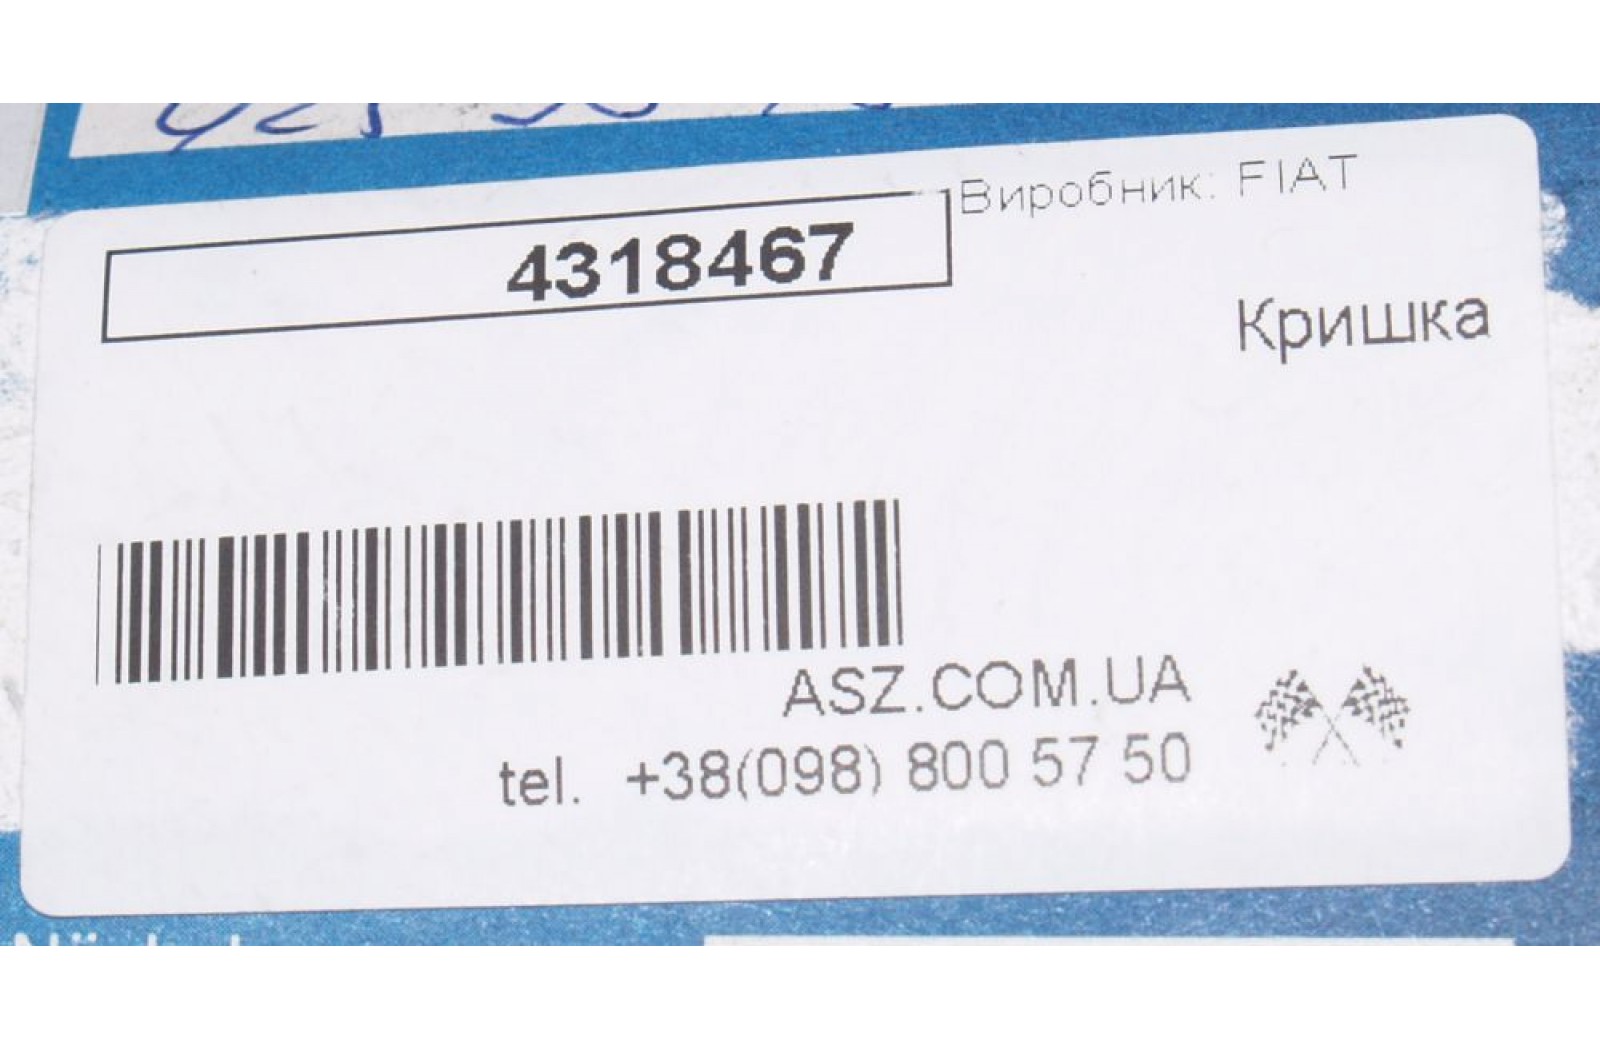 Виробник: FIAT
4318467
Кришка
ASZ.COM.UA
tel. +38(098) 800 57 50